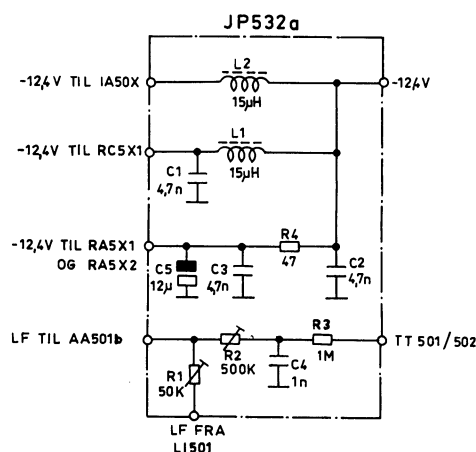 JP532a
-12,4V TIL IA50X
L2
15µH
-12,4V
-12,4V TIL RC5X1
L1
15µH
C1
4,7n
-12,4V TIL RA5X1
OG RA5X2
C5
12µ
C3
4,7n
R4
47
C2
4,7n
LF TIL AA501b
R2
500K
C4
1n
R3
1M
TT 501/502
R1
50K
LF FRA
LI501